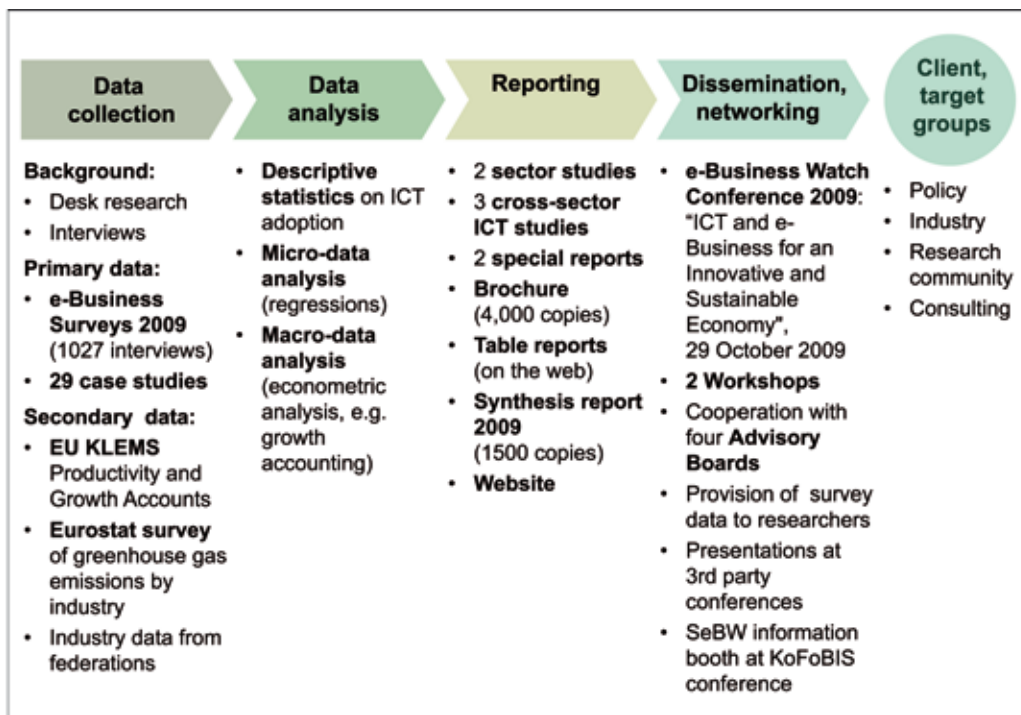 Data
collection
Background:
• Desk research
• Interviews
Primary data:
• e-Business
Surveys 2009
(1027 interviews)
• 29 case studies
Secondary data:
• EU KLEMS
Productivity and
Growth Accounts
• Eurostat survey
of greenhouse gas
emissions by
industry
• Industry data from
federations
Data
analysis
• Descriptive
statistics on ICT
adoption
• Micro-data
analysis
(regressions)
• Macro-data
analysis
(econometric
analysis, e.g.
growth
accounting)
Reporting
• 2 sector studies
• 3 cross-sector
ICT studies
• 2 special reports
• Brochure
(4,000 copies)
• Table reports
(on the web)
• Synthesis report
2009
(1500 copies)
• Website
Dissemination,
networking
• e-Business Watch
Conference 2009:
"ICT and e-
Business for an
Innovative and
Sustainable
Economy",
29 October 2009
• 2 Workshops
• Cooperation with
four Advisory
Boards
• Provision of survey
data to researchers
• Presentations at
3rd party
conferences
• SeBW information
booth at KoFoBIS
conference
Client,
target
groups
• Policy
• Industry
• Research
community
• Consulting